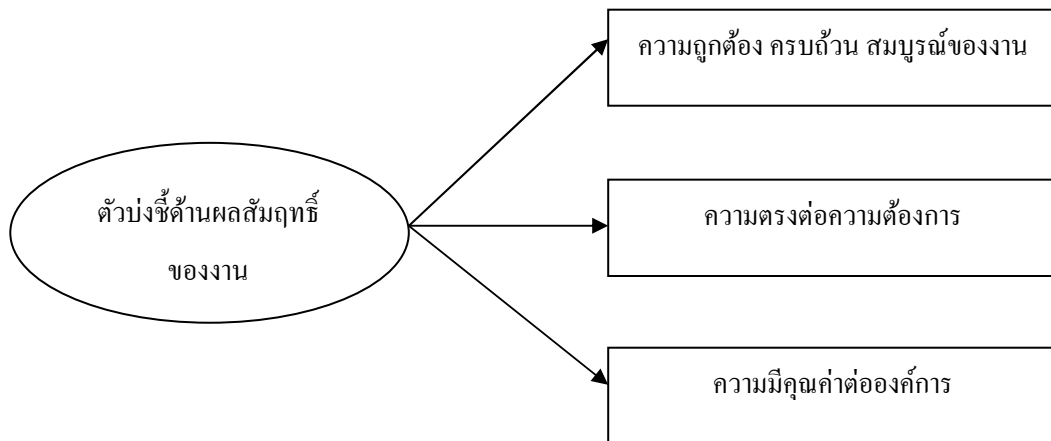 ความถูกต้อง ครบถ้วน สมบูรณ์ของงาน
ตัวบ่งชี้ด้านผลสัมฤทธิ์
ของงาน
ความตรงต่อความต้องการ
ความมีคุณค่าต่อองค์การ